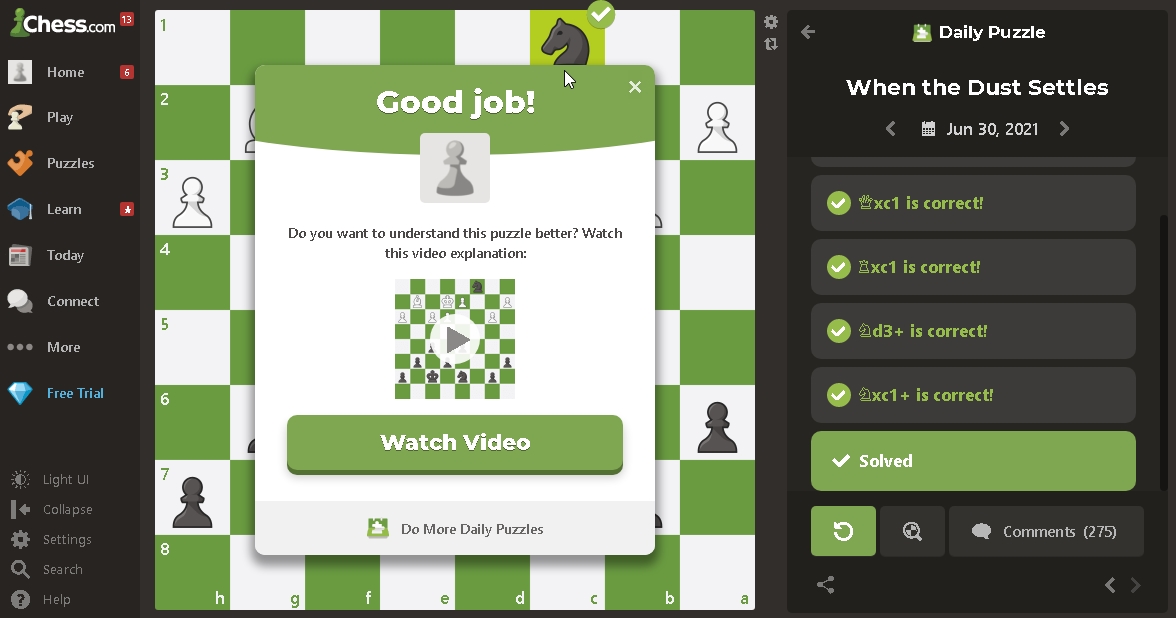 Chess.com
13
Home
6
Play
Puzzles
Learn
Today
Connect
More
Free Trial
Light UI
Collapse
Settings
Search
Help
1
2
3
4
5
6
7
8
h
g
f
e
d
c
b
a
Good job!
Do you want to understand this puzzle better? Watch
this video explanation:
Watch Video
Do More Daily Puzzles
Daily Puzzle
When the Dust Settles
Jun 30, 2021
♕xc1 is correct!
♖xc1 is correct!
♘d3+ is correct!
♘xc1+ is correct!
Solved
Comments (275)